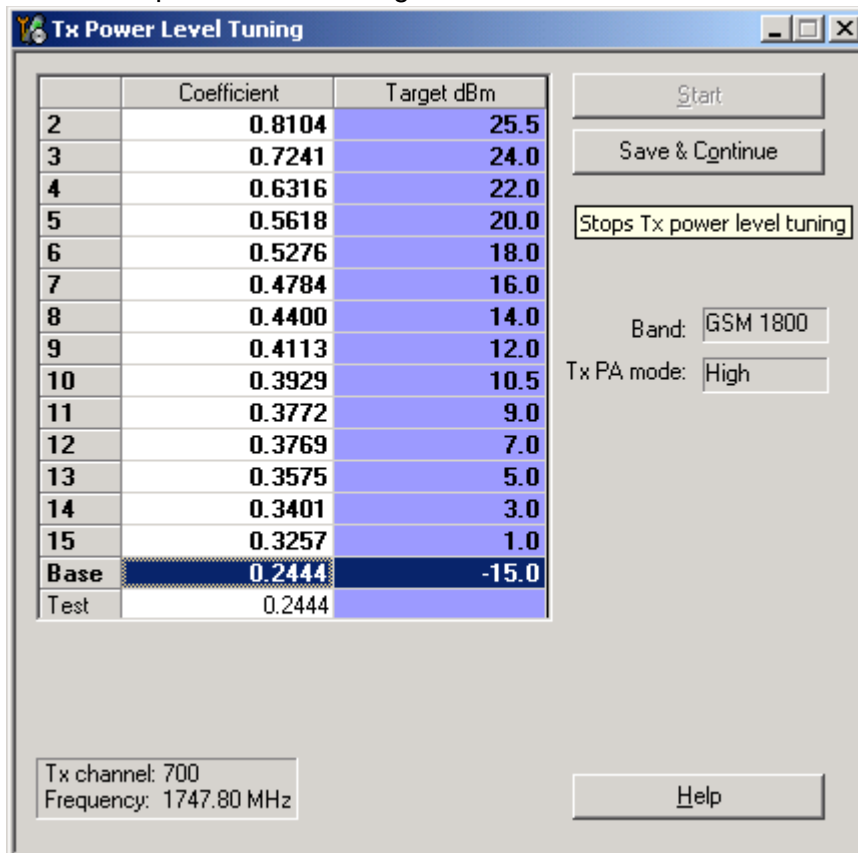 Tx Power Level Tuning
Coefficient Target dBm
2 0.8104 25.5
3 0.7241 24.0
4 0.6316 22.0
5 0.5618 20.0
6 0.5276 18.0
7 0.4784 16.0
8 0.4400 14.0
9 0.4113 12.0
10 0.3929 10.5
11 0.3772 9.0
12 0.3769 7.0
13 0.3575 5.0
14 0.3401 3.0
15 0.3257 1.0
Base 0.2444 -15.0
Test 0.2444
Start
Save & Continue
Stops Tx power level tuning
Band: GSM 1800
Tx PA mode: High
Tx channel: 700
Frequency: 1747.80 MHz
Help